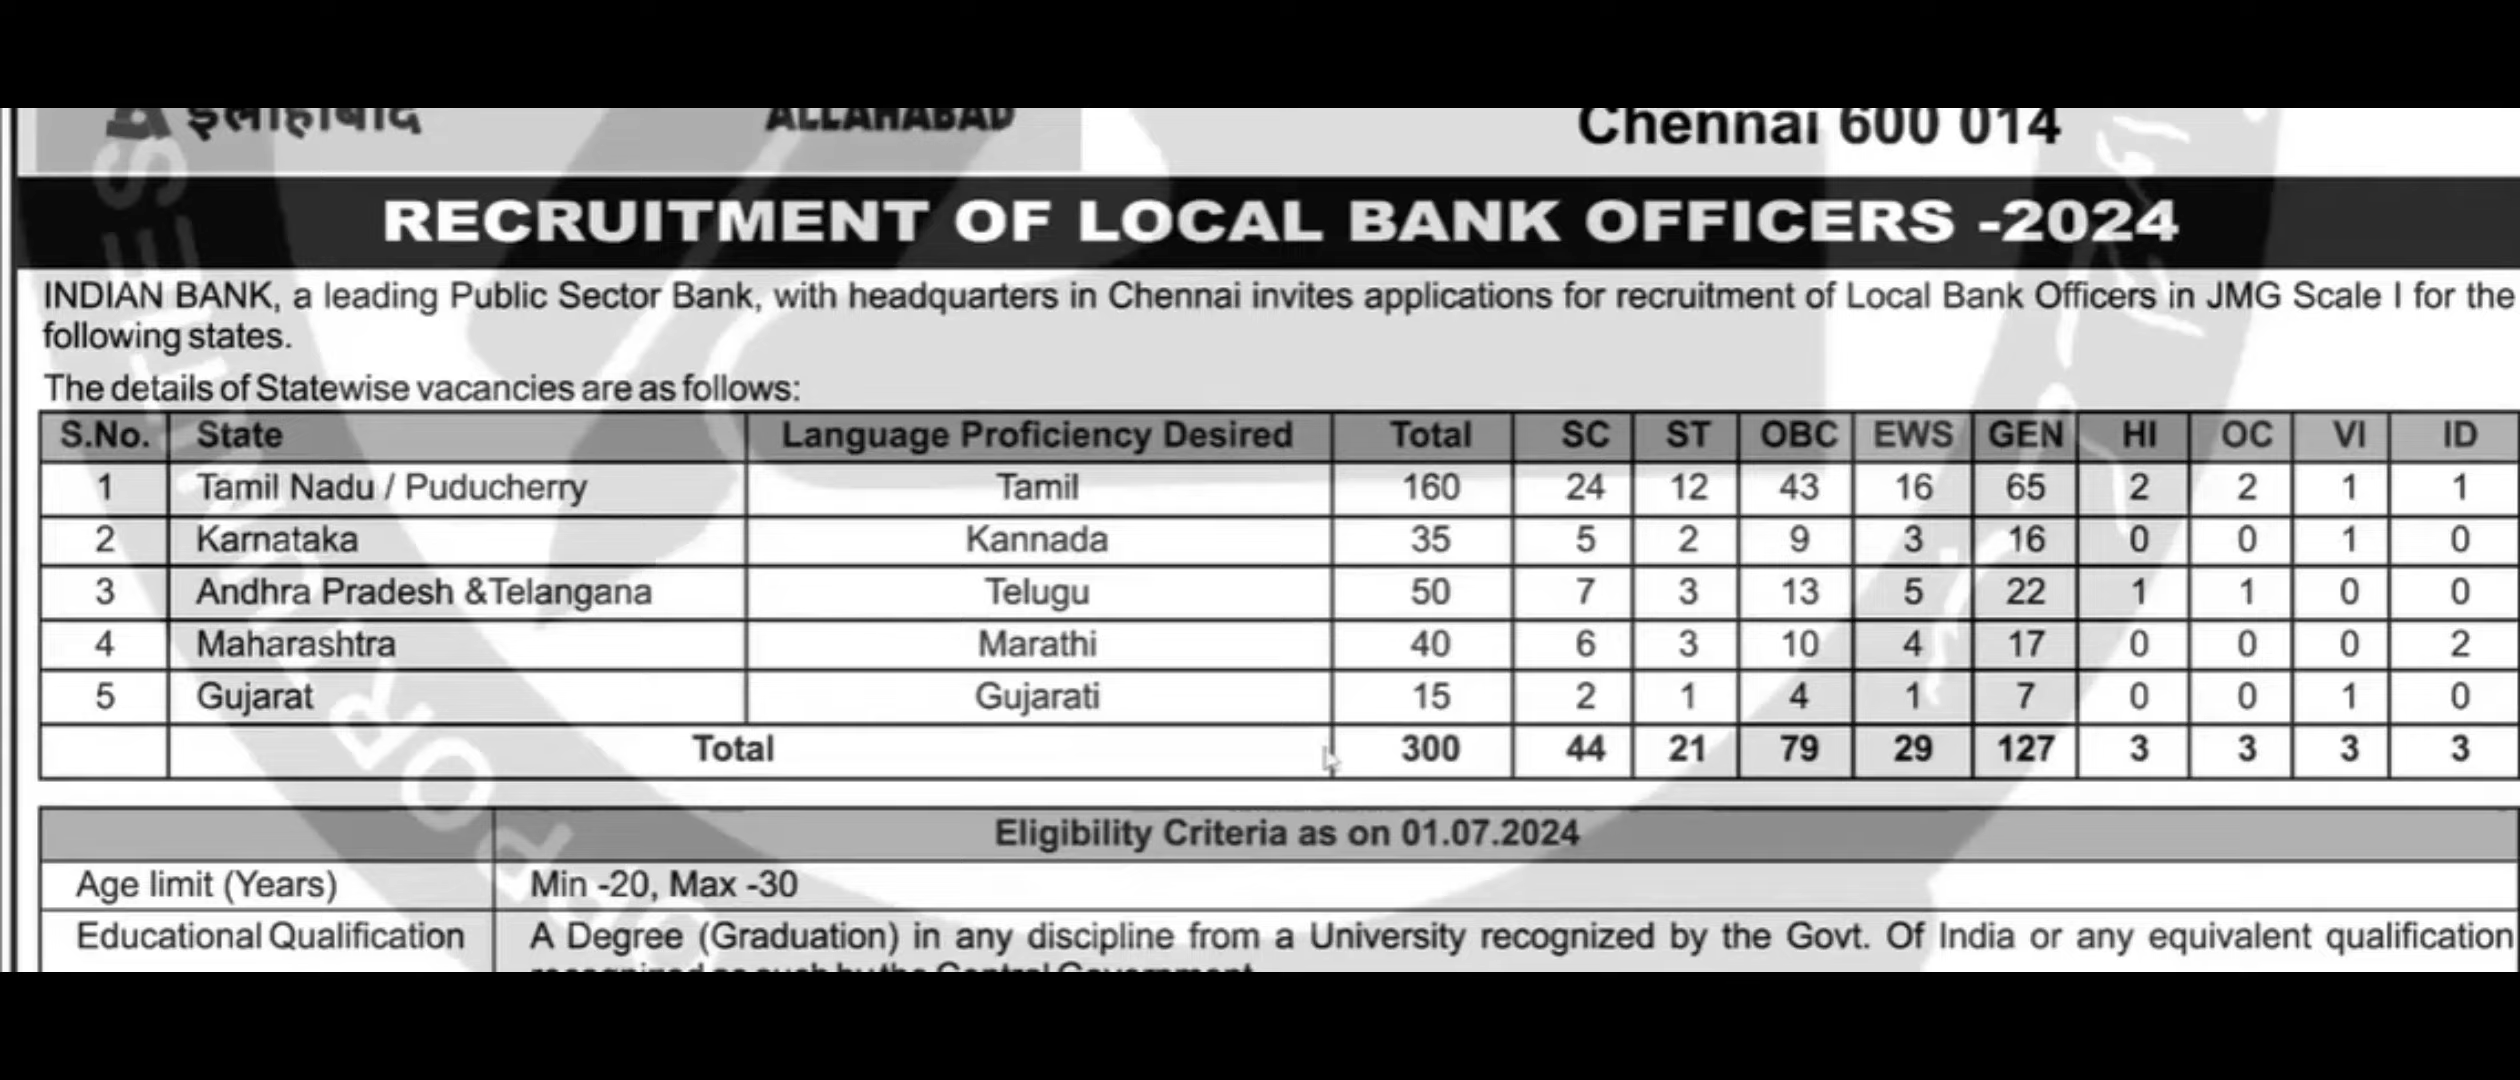 इलाहाबाद ALLAHABAD Chennai 600 014
RECRUITMENT OF LOCAL BANK OFFICERS -2024
INDIAN BANK, a leading Public Sector Bank, with headquarters in Chennai invites applications for recruitment of Local Bank Officers in JMG Scale I for the
following states.
The details of Statewise vacancies are as follows:
S.No. State Language Proficiency Desired Total SC ST OBC EWS GEN HI OC VI ID
1 Tamil Nadu / Puducherry Tamil 160 24 12 43 16 65 2 2 1 1
2 Karnataka Kannada 35 5 2 9 3 16 0 0 1 0
3 Andhra Pradesh &Telangana Telugu 50 7 3 13 5 22 1 1 0 0
4 Maharashtra Marathi 40 6 3 10 4 17 0 0 0 2
5 Gujarat Gujarati 15 2 1 4 1 7 0 0 1 0
Total 300 44 21 79 29 127 3 3 3 3
Eligibility Criteria as on 01.07.2024
Age limit (Years) Min -20, Max -30
Educational Qualification A Degree (Graduation) in any discipline from a University recognized by the Govt. Of India or any equivalent qualification
recognized as such by the Central Government.